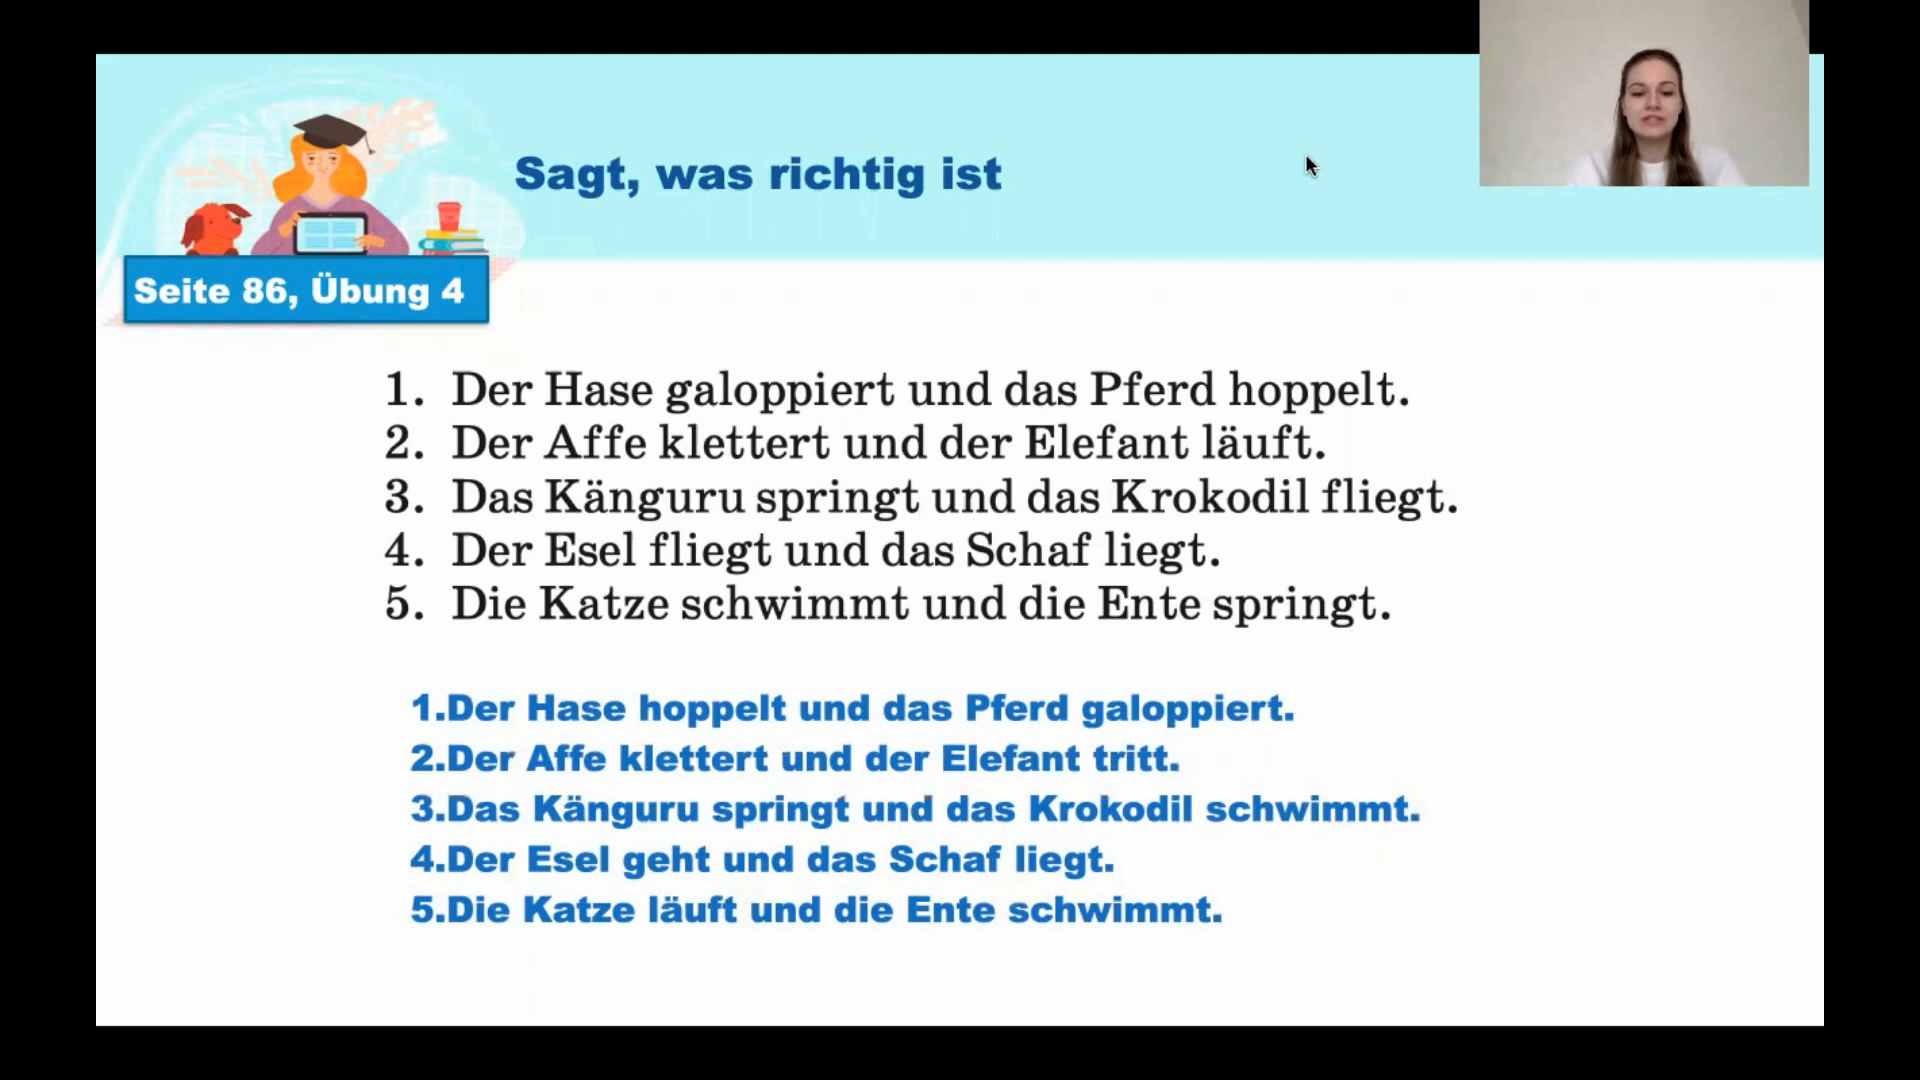 Sagt, was richtig ist
Seite 86, Übung 4
1. Der Hase galoppiert und das Pferd hoppelt.
2. Der Affe klettert und der Elefant läuft.
3. Das Känguru springt und das Krokodil fliegt.
4. Der Esel fliegt und das Schaf liegt.
5. Die Katze schwimmt und die Ente springt.
1.Der Hase hoppelt und das Pferd galoppiert.
2.Der Affe klettert und der Elefant tritt.
3.Das Känguru springt und das Krokodil schwimmt.
4.Der Esel geht und das Schaf liegt.
5.Die Katze läuft und die Ente schwimmt.